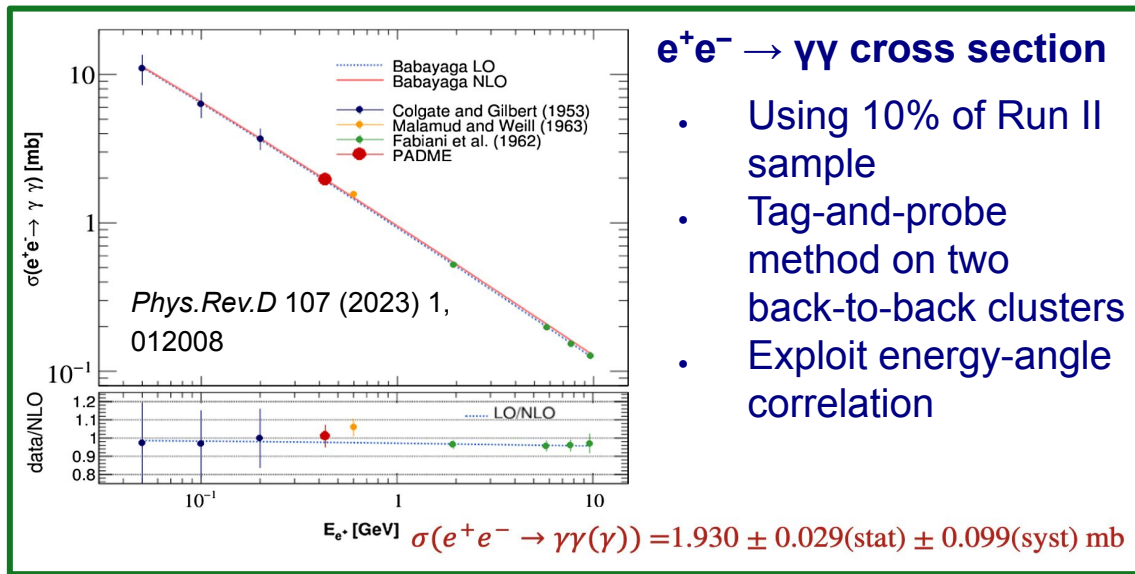 e⁺e⁻ → γγ cross section
• Using 10% of Run II
sample
• Tag-and-probe
method on two
back-to-back clusters
• Exploit energy-angle
correlation
σ(e⁺e⁻→ γ γ) [mb]
10
1
10⁻¹
Babayaga LO
Babayaga NLO
Colgate and Gilbert (1953)
Malamud and Weill (1963)
Fabiani et al. (1962)
PADME
Phys.Rev.D 107 (2023) 1,
012008
data/NLO
1.2
1.1
1
0.9
0.8
LO/NLO
10⁻¹ 1 10
E_e⁺ [GeV]
σ(e⁺e⁻ → γγ(γ)) =1.930 ± 0.029(stat) ± 0.099(syst) mb